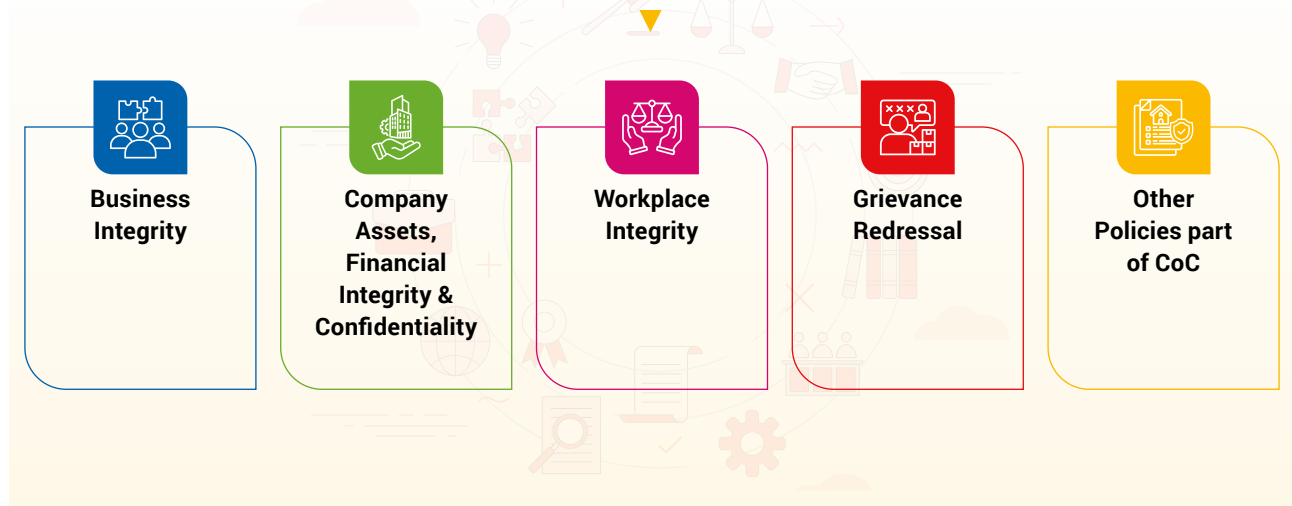 Business
Integrity
Company
Assets,
Financial
Integrity &
Confidentiality
Workplace
Integrity
Grievance
Redressal
Other
Policies part
of CoC